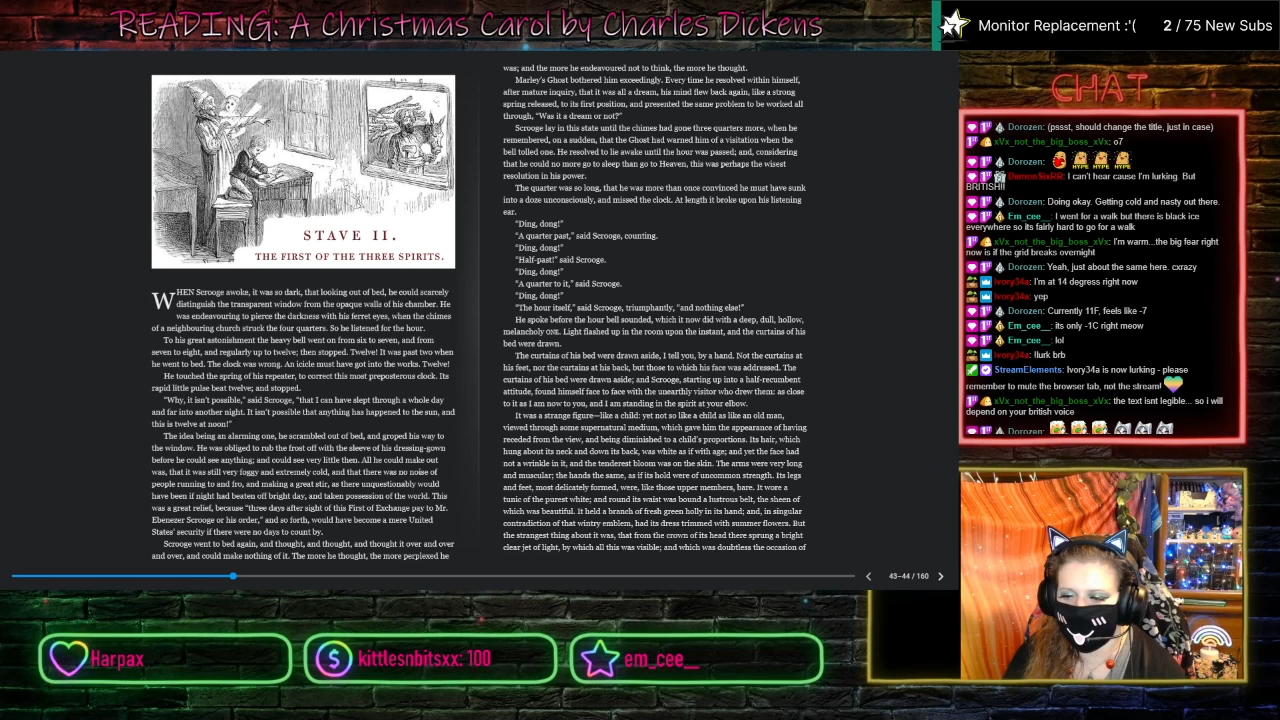 READING: A Christmas Carol by Charles Dickens
Monitor Replacement :'(
2 / 75 New Subs
STAVE II.
THE FIRST OF THE THREE SPIRITS.
WHEN Scrooge awoke, it was so dark, that looking out of bed, he could scarcely
distinguish the transparent window from the opaque walls of his chamber. He
was endeavouring to pierce the darkness with his ferret eyes, when the chimes
of a neighbouring church struck the four quarters. So he listened for the hour.
To his great astonishment the heavy bell went on from six to seven, and from
seven to eight, and regularly up to twelve; then stopped. Twelve! It was past two when
he went to bed. The clock was wrong. An icicle must have got into the works. Twelve!
He touched the spring of his repeater, to correct this most preposterous clock. Its
rapid little pulse beat twelve; and stopped.
“Why, it isn't possible,” said Scrooge, “that I can have slept through a whole day
and far into another night. It isn't possible that anything has happened to the sun, and
this is twelve at noon!”
The idea being an alarming one, he scrambled out of bed, and groped his way to
the window. He was obliged to rub the frost off with the sleeve of his dressing-gown
before he could see anything; and could see very little then. All he could make out
was, that it was still very foggy and extremely cold, and that there was no noise of
people running to and fro, and making a great stir, as there unquestionably would
have been if night had beaten off bright day, and taken possession of the world. This
was a great relief, because “three days after sight of this First of Exchange pay to Mr.
Ebenezer Scrooge or his order,” and so forth, would have become a mere United
States' security if there were no days to count by.
Scrooge went to bed again, and thought, and thought, and thought it over and over
and over, and could make nothing of it. The more he thought, the more perplexed he
was; and the more he endeavoured not to think, the more he thought.
Marley's Ghost bothered him exceedingly. Every time he resolved within himself,
after mature inquiry, that it was all a dream, his mind flew back again, like a strong
spring released, to its first position, and presented the same problem to be worked all
through, “Was it a dream or not?”
Scrooge lay in this state until the chimes had gone three quarters more, when he
remembered, on a sudden, that the Ghost had warned him of a visitation when the
bell tolled one. He resolved to lie awake until the hour was passed; and, considering
that he could no more go to sleep than go to Heaven, this was perhaps the wisest
resolution in his power.
The quarter was so long, that he was more than once convinced he must have sunk
into a doze unconsciously, and missed the clock. At length it broke upon his listening
ear.
“Ding, dong!”
“A quarter past,” said Scrooge, counting.
“Ding, dong!”
“Half-past!” said Scrooge.
“Ding, dong!”
“A quarter to it,” said Scrooge.
“Ding, dong!”
“The hour itself,” said Scrooge, triumphantly, “and nothing else!”
He spoke before the hour bell sounded, which it now did with a deep, dull, hollow,
melancholy ONE. Light flashed up in the room upon the instant, and the curtains of his
bed were drawn.
The curtains of his bed were drawn aside, I tell you, by a hand. Not the curtains at
his feet, nor the curtains at his back, but those to which his face was addressed. The
curtains of his bed were drawn aside; and Scrooge, starting up into a half-recumbent
attitude, found himself face to face with the unearthly visitor who drew them: as close
to it as I am now to you, and I am standing in the spirit at your elbow.
It was a strange figure—like a child: yet not so like a child as like an old man,
viewed through some supernatural medium, which gave him the appearance of having
receded from the view, and being diminished to a child's proportions. Its hair, which
hung about its neck and down its back, was white as if with age; and yet the face had
not a wrinkle in it, and the tenderest bloom was on the skin. The arms were very long
and muscular; the hands the same, as if its hold were of uncommon strength. Its legs
and feet, most delicately formed, were, like those upper members, bare. It wore a
tunic of the purest white; and round its waist was bound a lustrous belt, the sheen of
which was beautiful. It held a branch of fresh green holly in its hand; and, in singular
contradiction of that wintry emblem, had its dress trimmed with summer flowers. But
the strangest thing about it was, that from the crown of its head there sprung a bright
clear jet of light, by which all this was visible; and which was doubtless the occasion of
43–44 / 160
CHAT
Dorozen: (pssst, should change the title, just in case)
xVx_not_the_big_boss_xVx: o7
Dorozen: HYPE HYPE HYPE
DemonSixRR: I can't hear cause I'm lurking. But
BRITISH!!
Dorozen: Doing okay. Getting cold and nasty out there.
Em_cee__: I went for a walk but there is black ice
everywhere so its fairly hard to go for a walk
xVx_not_the_big_boss_xVx: I'm warm...the big fear right
now is if the grid breaks overnight
Dorozen: Yeah, just about the same here. cxrazy
Ivory34a: I'm at 14 degress right now
Ivory34a: yep
Dorozen: Currently 11F, feels like -7
Em_cee__: its only -1C right meow
Em_cee__: lol
Ivory34a: !lurk brb
StreamElements: Ivory34a is now lurking - please
remember to mute the browser tab, not the stream!
xVx_not_the_big_boss_xVx: the text isnt legible... so i will
depend on your british voice
Dorozen:
Harpax
kittlesnbitsxx: 100
em_cee__